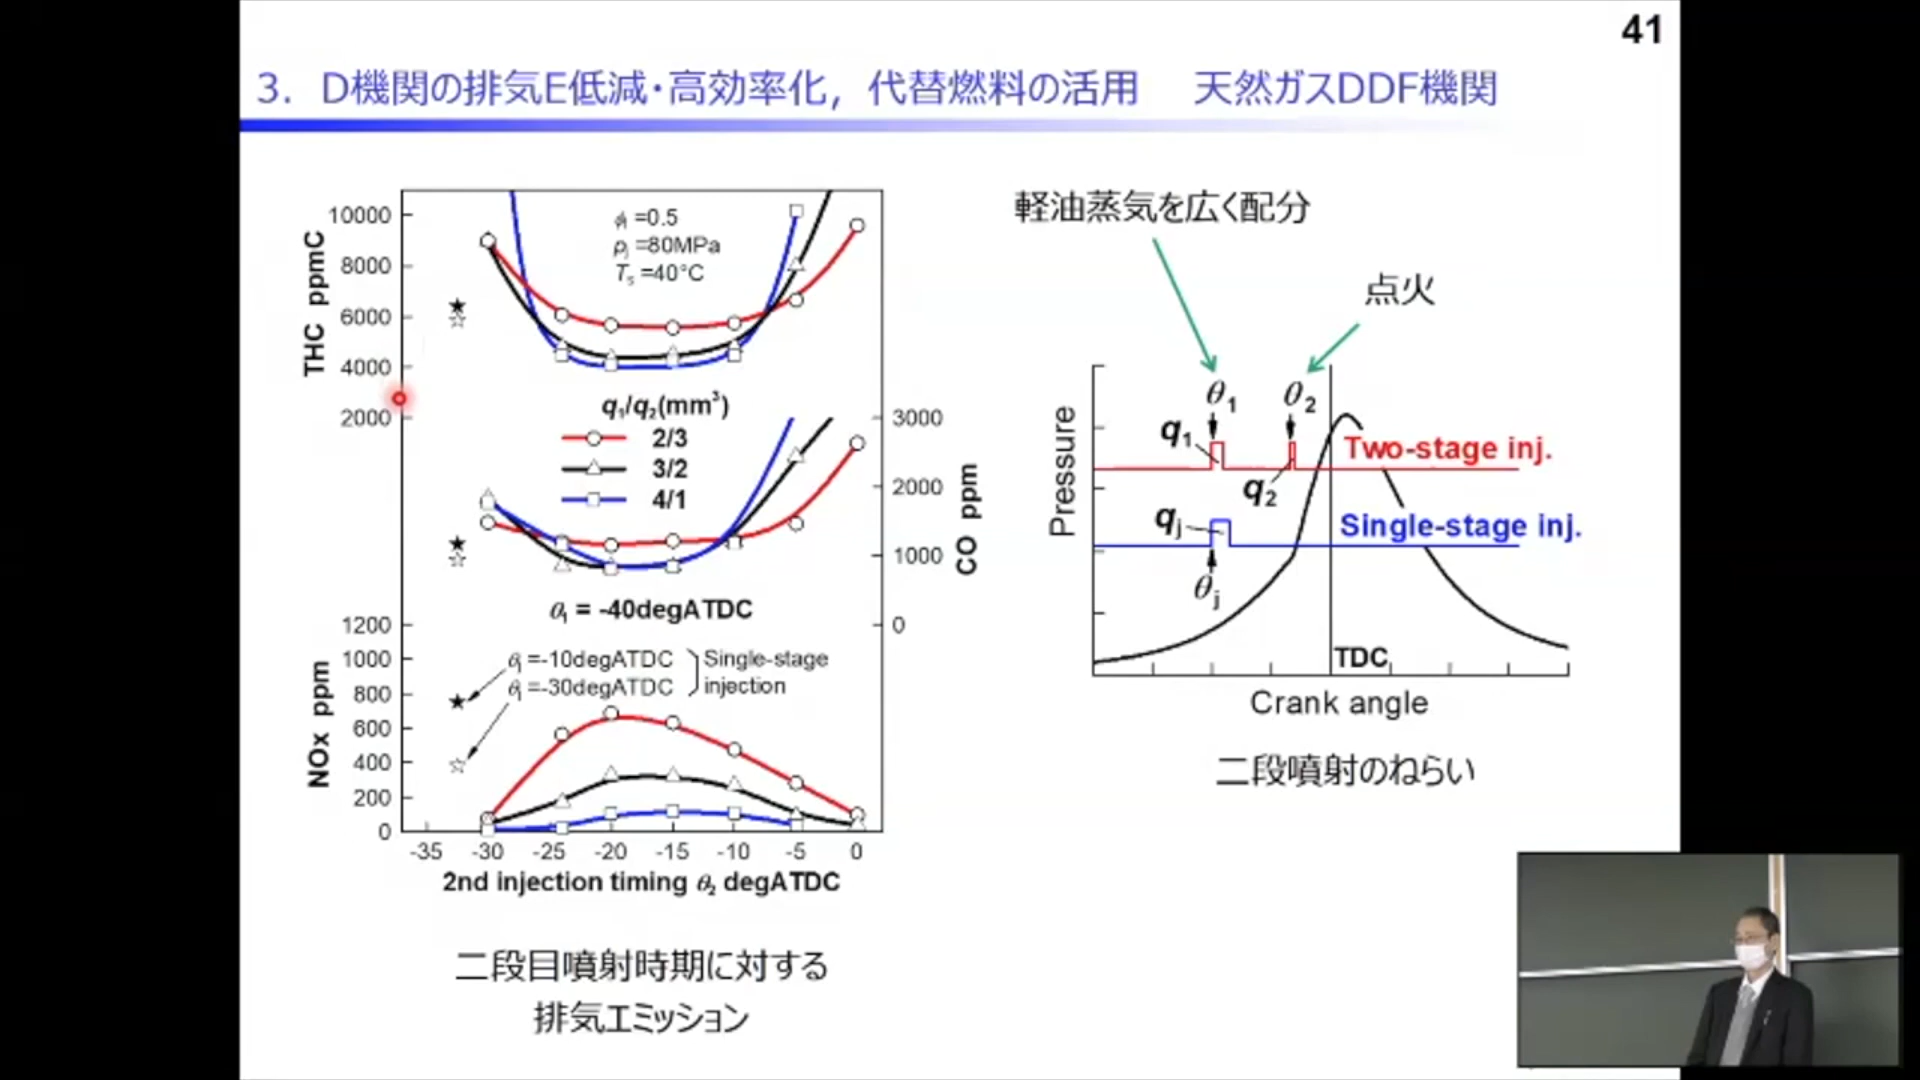 41
3. D機関の排気E低減・高効率化，代替燃料の活用 天然ガスDDF機関
10000
8000
6000
4000
2000
THC ppmC
=0.5
=80MPa
Ts =40°C
q1/q2(mm³)
2/3
3/2
4/1
3000
2000
1000
0
CO ppm
θ1 = -40degATDC
θj =-10degATDC
θj =-30degATDC
Single-stage
injection
1200
1000
800
600
400
200
0
NOx ppm
-35 -30 -25 -20 -15 -10 -5 0
2nd injection timing θ2 degATDC
二段目噴射時期に対する
排気エミッション
軽油蒸気を広く配分
点火
θ1 θ2
q1
q2
Two-stage inj.
qj
Single-stage inj.
θj
Pressure
TDC
Crank angle
二段噴射のねらい